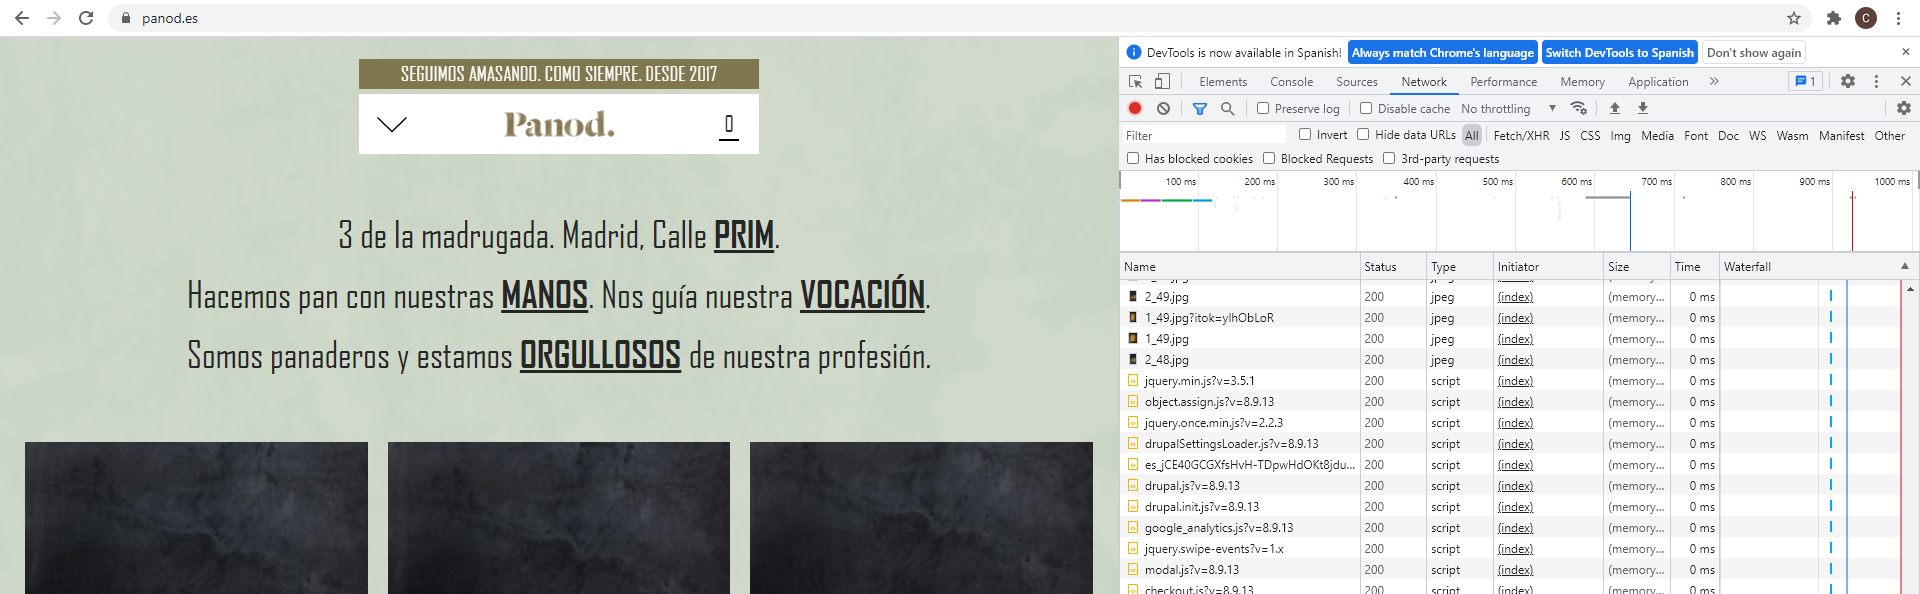 panod.es
C
SEGUIMOS AMASANDO. COMO SIEMPRE. DESDE 2017
Panod.
0
3 de la madrugada. Madrid, Calle PRIM.
Hacemos pan con nuestras MANOS. Nos guía nuestra VOCACIÓN.
Somos panaderos y estamos ORGULLOSOS de nuestra profesión.
DevTools is now available in Spanish! Always match Chrome's language Switch DevTools to Spanish Don't show again
Elements Console Sources Network Performance Memory Application 1
Preserve log Disable cache No throttling
Filter Invert Hide data URLs All Fetch/XHR JS CSS Img Media Font Doc WS Wasm Manifest Other
Has blocked cookies Blocked Requests 3rd-party requests
100 ms 200 ms 300 ms 400 ms 500 ms 600 ms 700 ms 800 ms 900 ms 1000 ms
Name Status Type Initiator Size Time Waterfall
2_49.jpg 200 jpeg (index) (memory... 0 ms
1_49.jpg?itok=ylhObLoR 200 jpeg (index) (memory... 0 ms
1_49.jpg 200 jpeg (index) (memory... 0 ms
2_48.jpg 200 jpeg (index) (memory... 0 ms
jquery.min.js?v=3.5.1 200 script (index) (memory... 0 ms
object.assign.js?v=8.9.13 200 script (index) (memory... 0 ms
jquery.once.min.js?v=2.2.3 200 script (index) (memory... 0 ms
drupalSettingsLoader.js?v=8.9.13 200 script (index) (memory... 0 ms
es_jCE40GCGXfsHvH-TDpwHdOKt8jdu... 200 script (index) (memory... 0 ms
drupal.js?v=8.9.13 200 script (index) (memory... 0 ms
drupal.init.js?v=8.9.13 200 script (index) (memory... 0 ms
google_analytics.js?v=8.9.13 200 script (index) (memory... 0 ms
jquery.swipe-events?v=1.x 200 script (index) (memory... 0 ms
modal.js?v=8.9.13 200 script (index) (memory... 0 ms
checkout.js?v=8.9.13 200 script (index) (memory... 0 ms